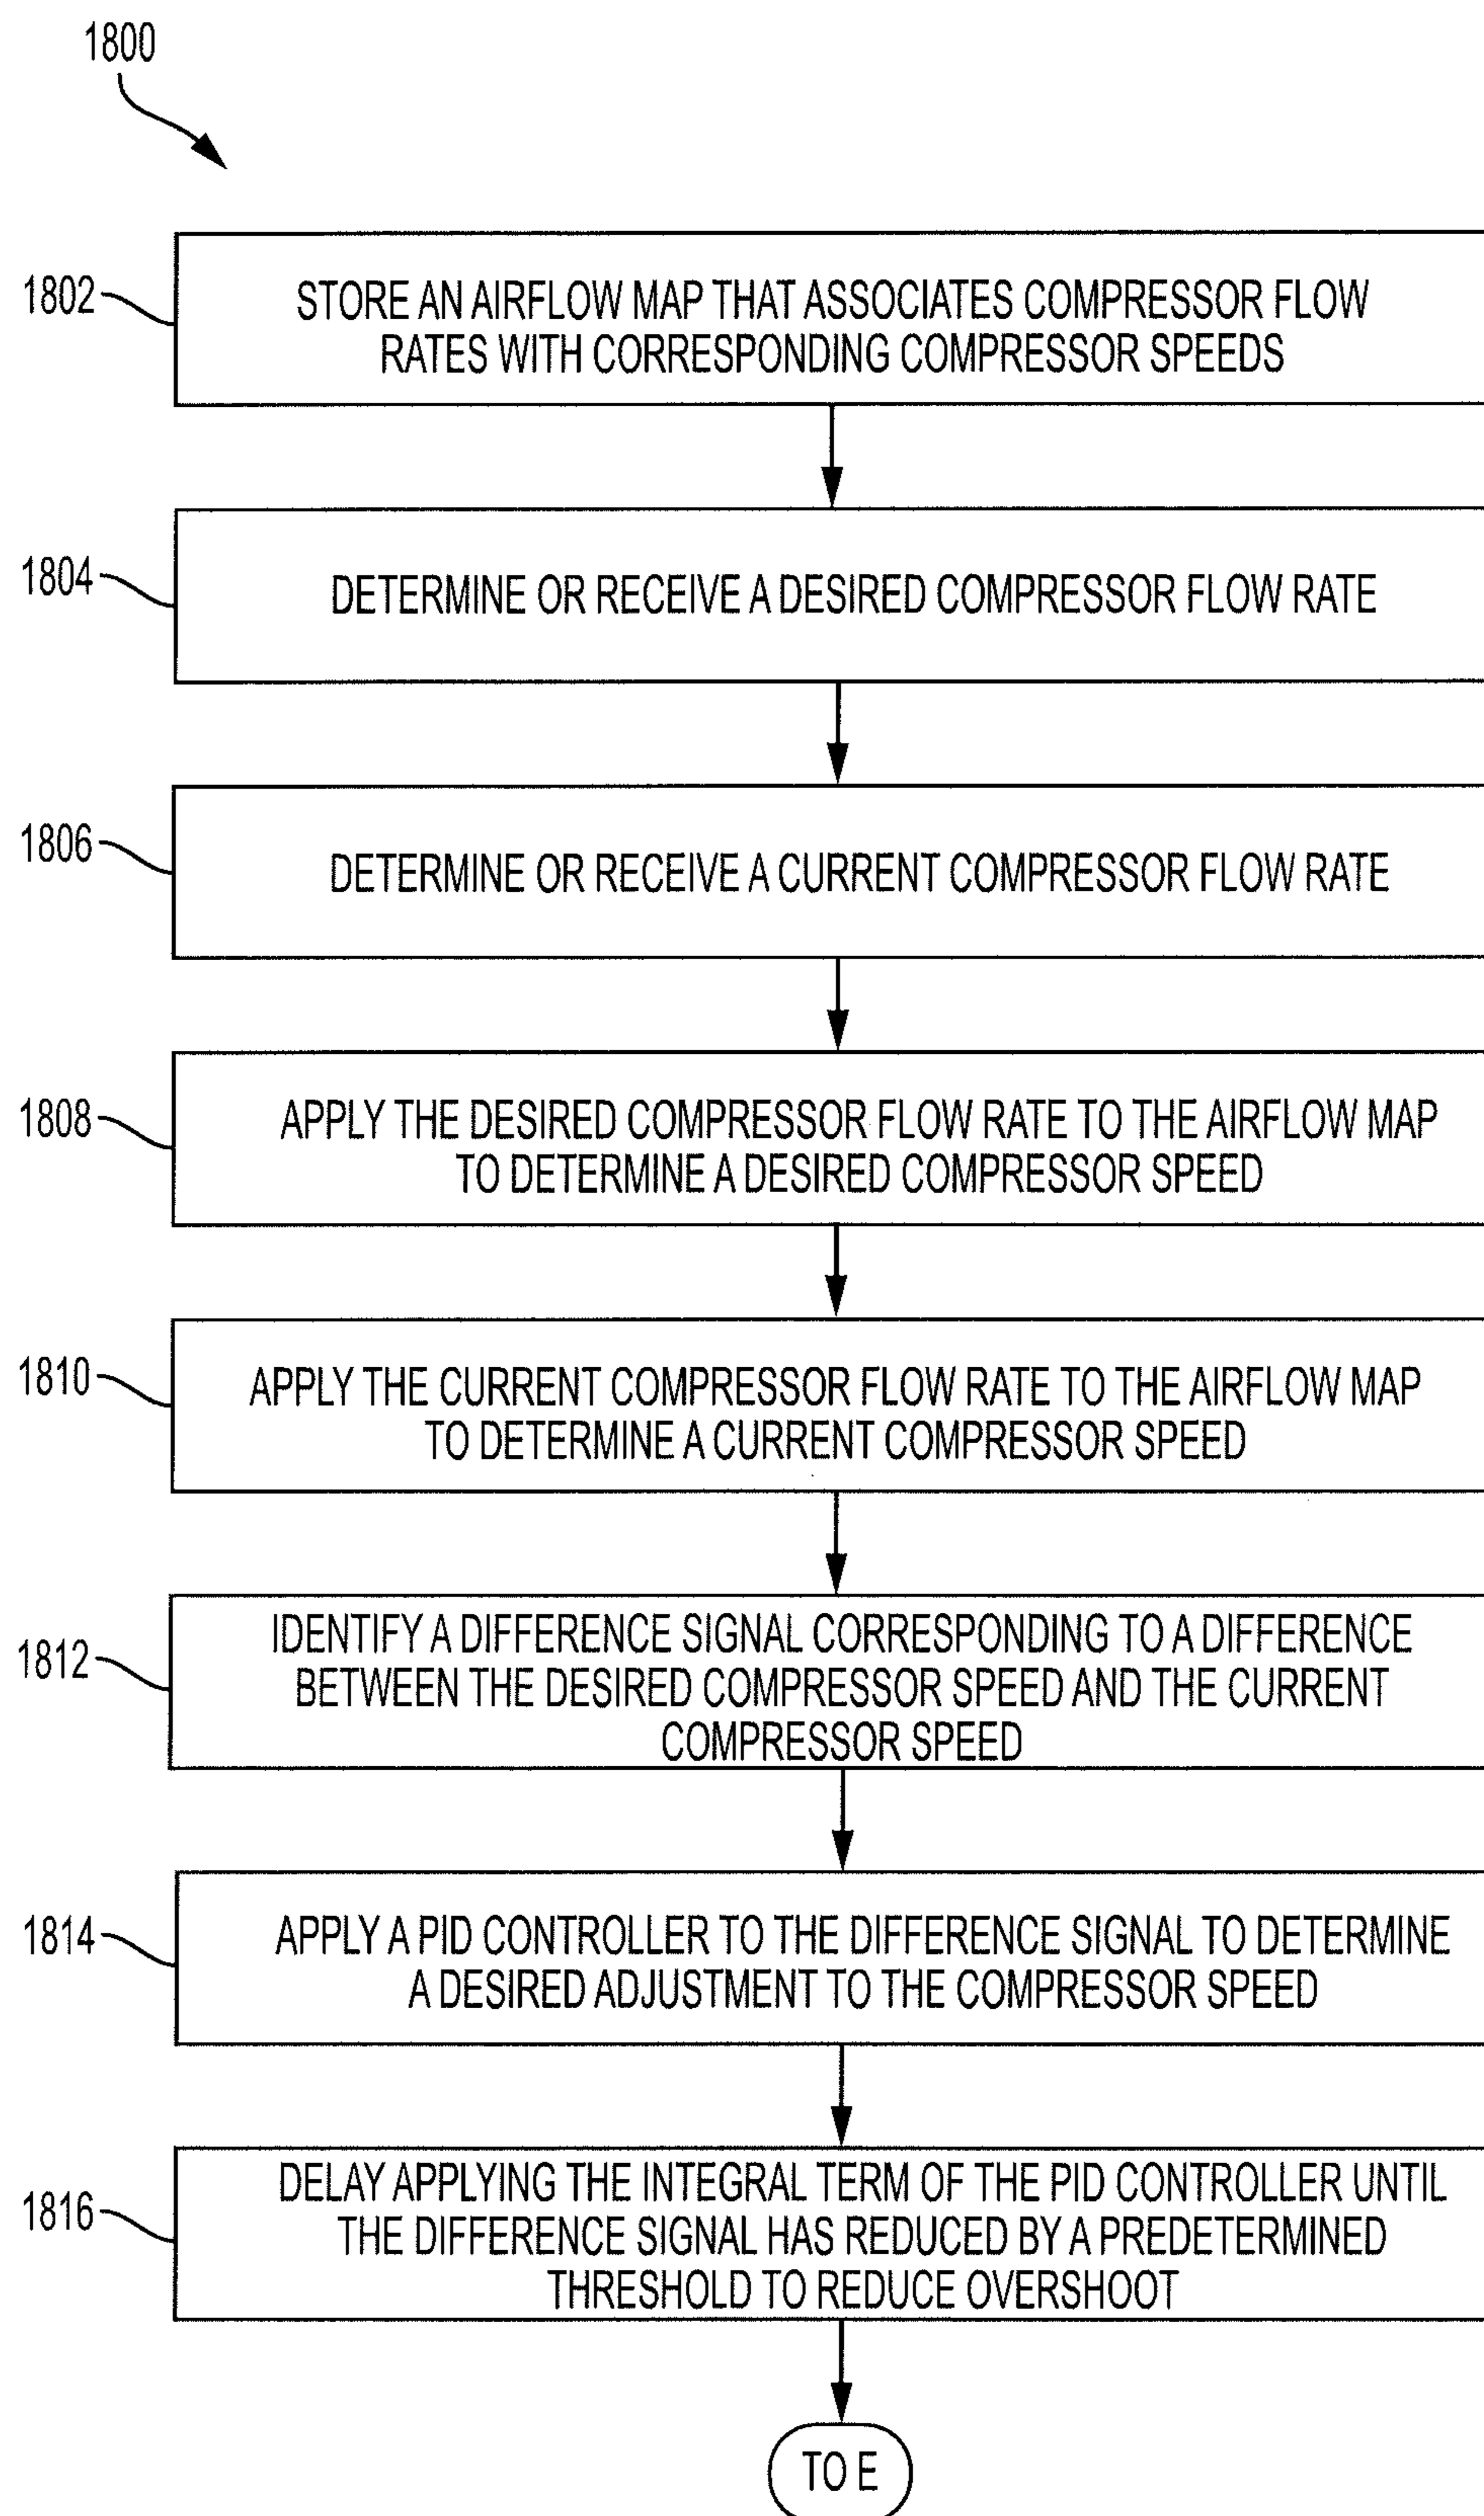 1800
1802
STORE AN AIRFLOW MAP THAT ASSOCIATES COMPRESSOR FLOW
RATES WITH CORRESPONDING COMPRESSOR SPEEDS
1804
DETERMINE OR RECEIVE A DESIRED COMPRESSOR FLOW RATE
1806
DETERMINE OR RECEIVE A CURRENT COMPRESSOR FLOW RATE
1808
APPLY THE DESIRED COMPRESSOR FLOW RATE TO THE AIRFLOW MAP
TO DETERMINE A DESIRED COMPRESSOR SPEED
1810
APPLY THE CURRENT COMPRESSOR FLOW RATE TO THE AIRFLOW MAP
TO DETERMINE A CURRENT COMPRESSOR SPEED
1812
IDENTIFY A DIFFERENCE SIGNAL CORRESPONDING TO A DIFFERENCE
BETWEEN THE DESIRED COMPRESSOR SPEED AND THE CURRENT
COMPRESSOR SPEED
1814
APPLY A PID CONTROLLER TO THE DIFFERENCE SIGNAL TO DETERMINE
A DESIRED ADJUSTMENT TO THE COMPRESSOR SPEED
1816
DELAY APPLYING THE INTEGRAL TERM OF THE PID CONTROLLER UNTIL
THE DIFFERENCE SIGNAL HAS REDUCED BY A PREDETERMINED
THRESHOLD TO REDUCE OVERSHOOT
TO E